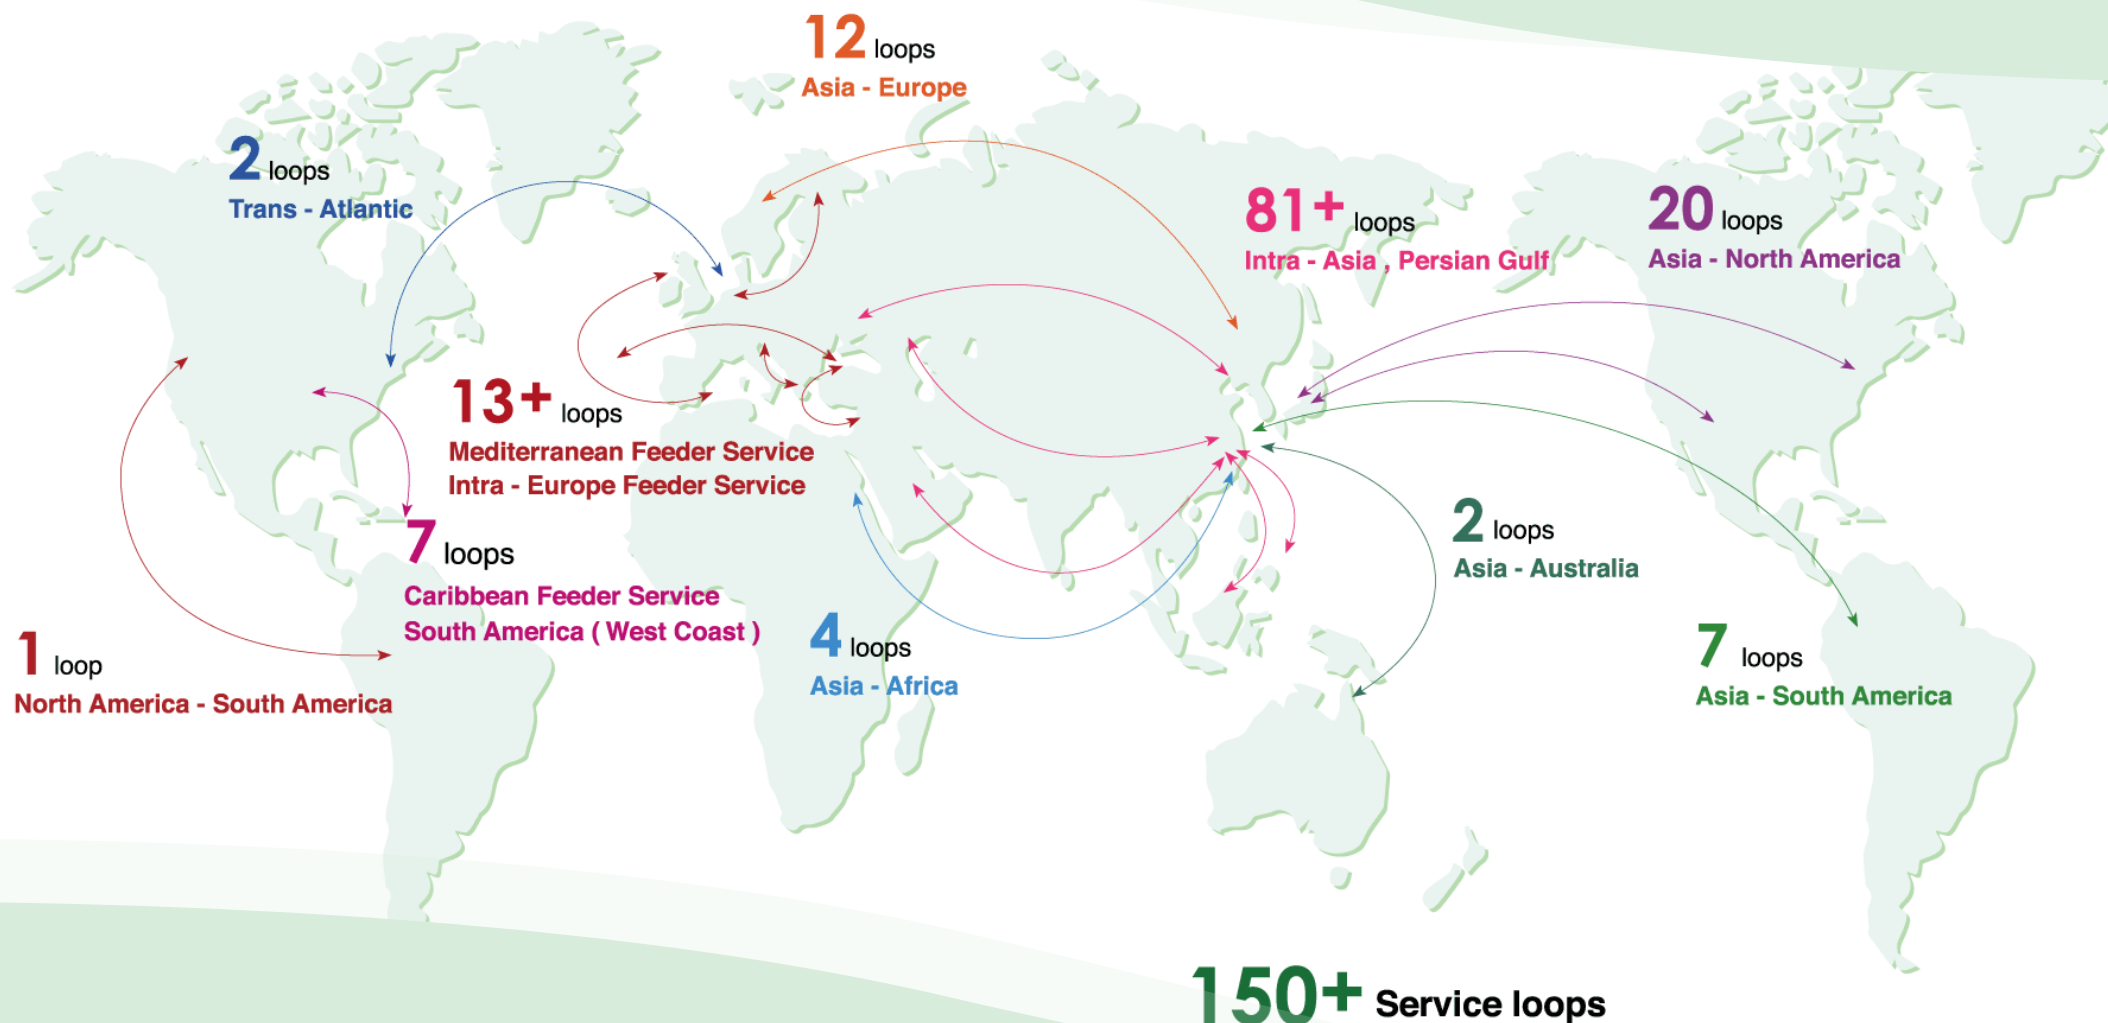 12 loops
Asia - Europe
2 loops
Trans - Atlantic
81+ loops
Intra - Asia , Persian Gulf
20 loops
Asia - North America
13+ loops
Mediterranean Feeder Service
Intra - Europe Feeder Service
7 loops
Caribbean Feeder Service
South America ( West Coast )
2 loops
Asia - Australia
1 loop
North America - South America
4 loops
Asia - Africa
7 loops
Asia - South America
150+ Service loops